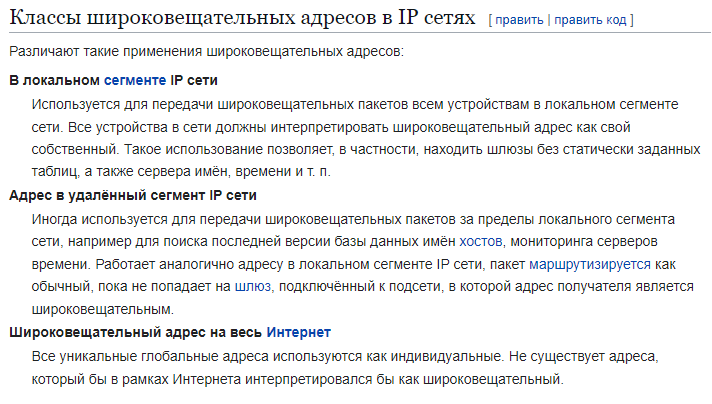 Классы широковещательных адресов в IP сетях [ править | править код ]
Различают такие применения широковещательных адресов:
В локальном сегменте IP сети
Используется для передачи широковещательных пакетов всем устройствам в локальном сегменте
сети. Все устройства в сети должны интерпретировать широковещательный адрес как свой
собственный. Такое использование позволяет, в частности, находить шлюзы без статически заданных
таблиц, а также сервера имён, времени и т. п.
Адрес в удалённый сегмент IP сети
Иногда используется для передачи широковещательных пакетов за пределы локального сегмента
сети, например для поиска последней версии базы данных имён хостов, мониторинга серверов
времени. Работает аналогично адресу в локальном сегменте IP сети, пакет маршрутизируется как
обычный, пока не попадает на шлюз, подключённый к подсети, в которой адрес получателя является
широковещательным.
Широковещательный адрес на весь Интернет
Все уникальные глобальные адреса используются как индивидуальные. Не существует адреса,
который бы в рамках Интернета интерпретировался бы как широковещательный.